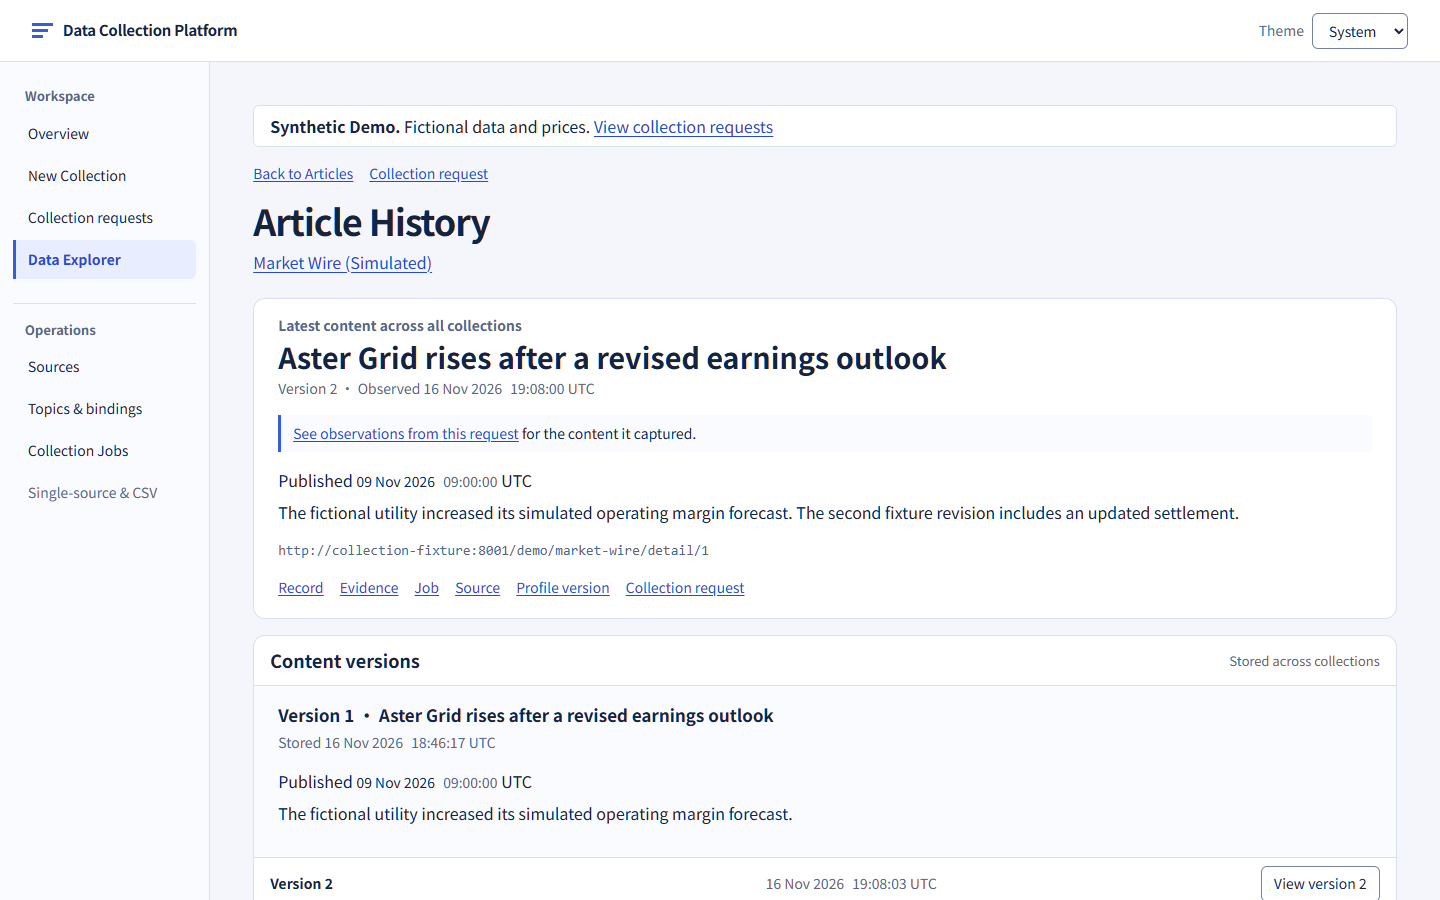 Data Collection Platform
Theme
System
Workspace
Overview
New Collection
Collection requests
Data Explorer
Operations
Sources
Topics & bindings
Collection Jobs
Single-source & CSV
Synthetic Demo. Fictional data and prices. View collection requests
Back to Articles Collection request
Article History
Market Wire (Simulated)
Latest content across all collections
Aster Grid rises after a revised earnings outlook
Version 2 • Observed 16 Nov 2026 19:08:00 UTC
See observations from this request for the content it captured.
Published 09 Nov 2026 09:00:00 UTC
The fictional utility increased its simulated operating margin forecast. The second fixture revision includes an updated settlement.
http://collection-fixture:8001/demo/market-wire/detail/1
Record Evidence Job Source Profile version Collection request
Content versions
Stored across collections
Version 1 • Aster Grid rises after a revised earnings outlook
Stored 16 Nov 2026 18:46:17 UTC
Published 09 Nov 2026 09:00:00 UTC
The fictional utility increased its simulated operating margin forecast.
Version 2
16 Nov 2026 19:08:03 UTC
View version 2